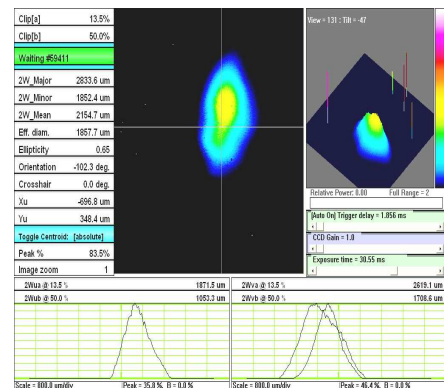 Clip[a] 13.5%
Clip[b] 50.0%
Waiting #59411
2W_Major 2833.6 um
2W_Minor 1852.4 um
2W_Mean 2154.7 um
Eff. diam. 1857.7 um
Ellipticity 0.65
Orientation -102.3 deg.
Crosshair 0.0 deg.
Xu -696.8 um
Yu 348.4 um
Toggle Centroid: [absolute]
Peak % 83.5%
Image zoom 1
View = 131 : Tilt = -47
Relative Power: 0.00 Full Range = 2
[Auto On] Trigger delay = 1.056 ms
CCD Gain = 1.0
Exposure time = 30.55 ms
2Wua @ 13.5 % 1871.5 um
2Wub @ 50.0 % 1053.3 um
2Wva @ 13.5 % 2619.1 um
2Wvb @ 50.0 % 1708.6 um
Scale = 800.0 um/div Peak = 35.8 %, B = 0.0 %
Scale = 800.0 um/div Peak = 46.4%, B = 0.0 %